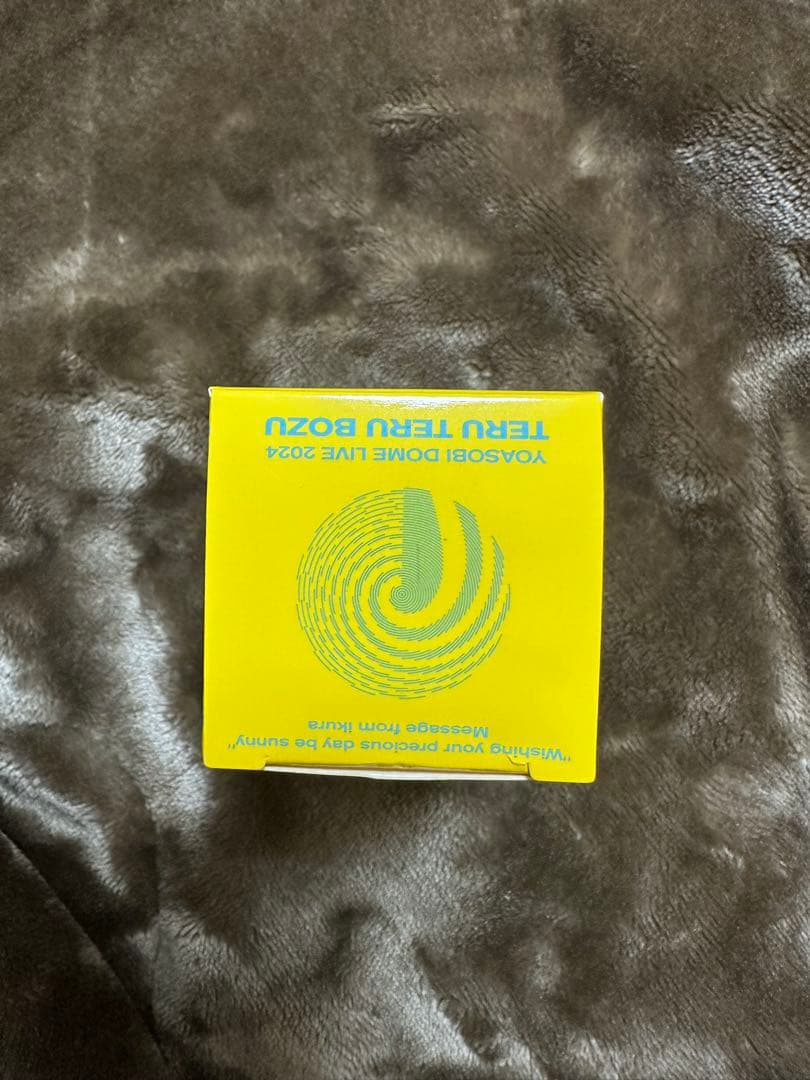 "Wishing your precious day be sunny"
Message from ikura
YOASOBI DOME LIVE 2024
TERU TERU BOZU